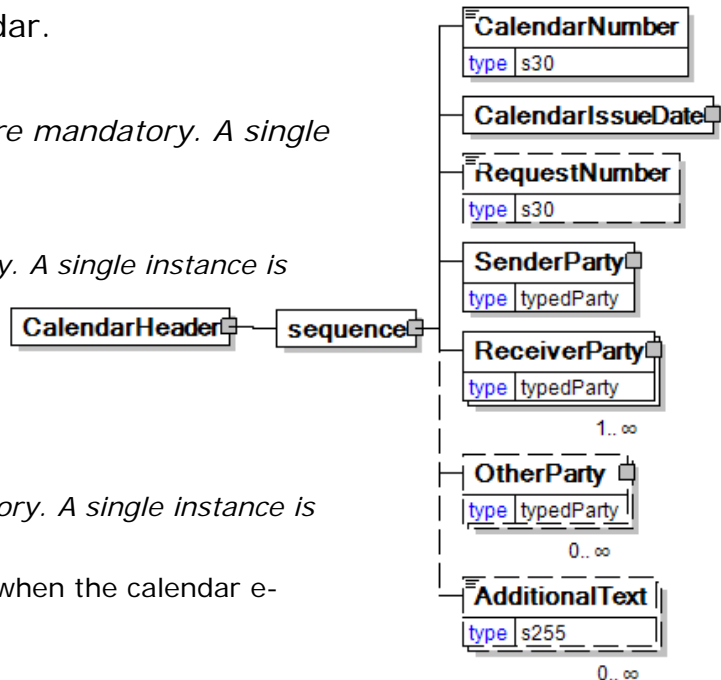 dar.
re mandatory. A single
y. A single instance is
ory. A single instance is
when the calendar e-
CalendarHeader
sequence
CalendarNumber
type s30
CalendarIssueDate
RequestNumber
type s30
SenderParty
type typedParty
ReceiverParty
type typedParty
1..∞
OtherParty
type typedParty
0..∞
AdditionalText
type s255
0..∞